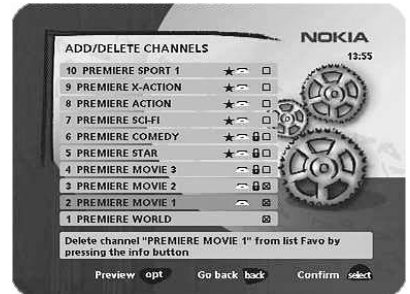 NOKIA
ADD/DELETE CHANNELS
13:55
10 PREMIERE SPORT 1
9 PREMIERE X-ACTION
8 PREMIERE ACTION
7 PREMIERE SCI-FI
6 PREMIERE COMEDY
5 PREMIERE STAR
4 PREMIERE MOVIE 3
3 PREMIERE MOVIE 2
2 PREMIERE MOVIE 1
1 PREMIERE WORLD
Delete channel "PREMIERE MOVIE 1" from list Favo by
pressing the info button
Preview opt Go back back Confirm select